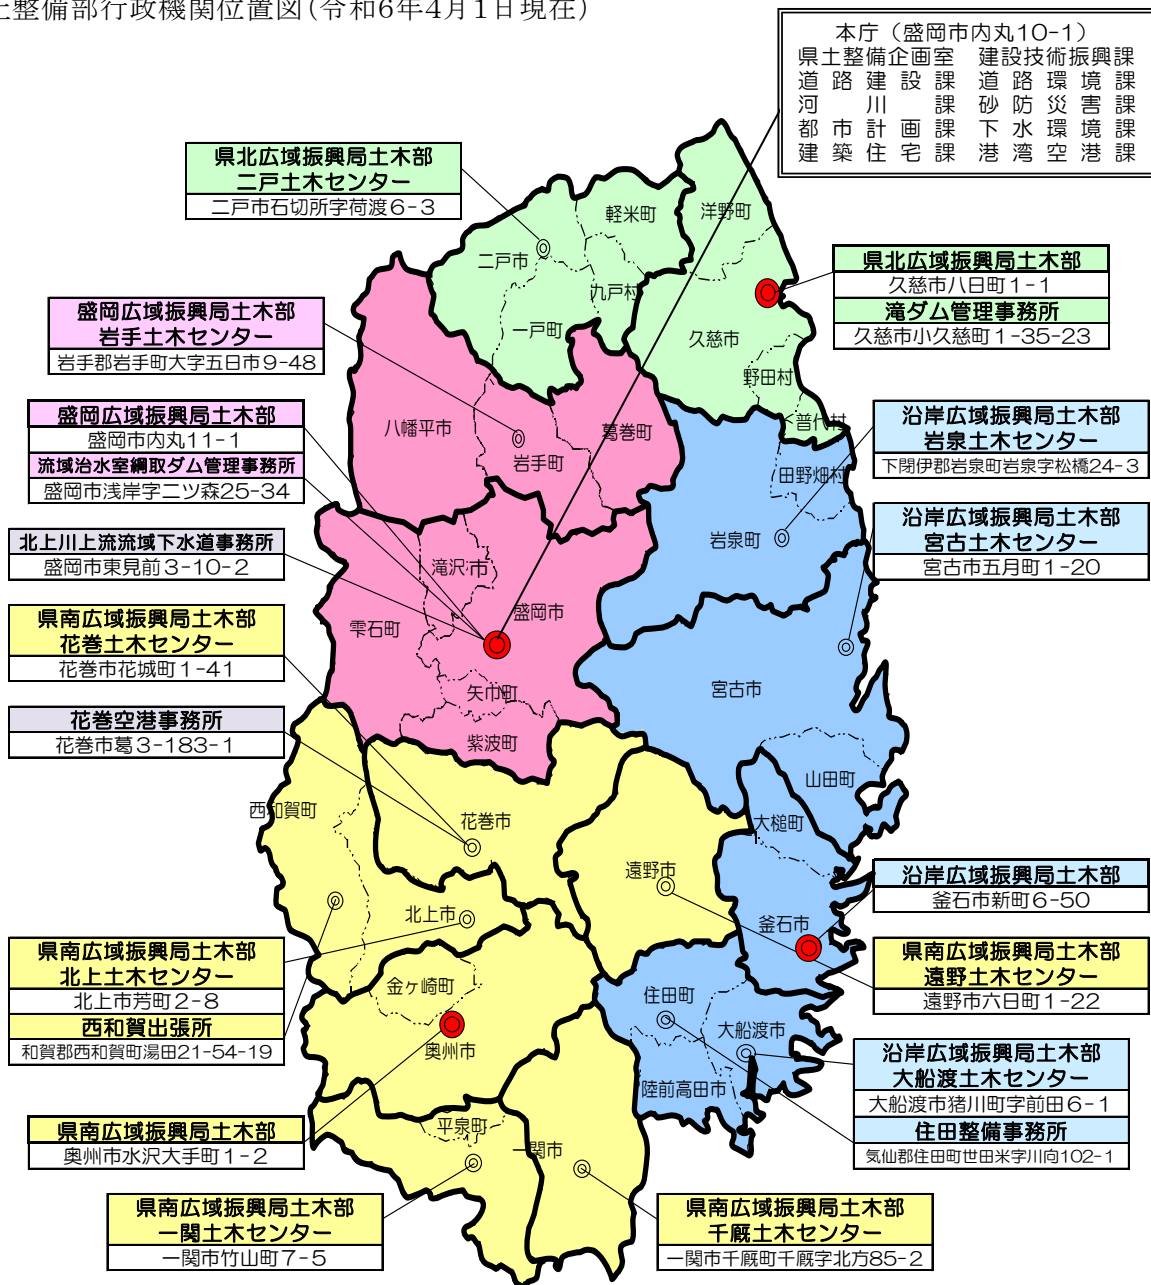 土整備部行政機関位置図(令和6年4月1日現在)
本庁（盛岡市内丸10-1）
県土整備企画室 建設技術振興課
道路建設課 道路環境課
河川課 砂防災害課
都市計画課 下水環境課
建築住宅課 港湾空港課
県北広域振興局土木部
二戸土木センター
二戸市石切所字荷渡6-3
県北広域振興局土木部
久慈市八日町1-1
滝ダム管理事務所
久慈市小久慈町1-35-23
盛岡広域振興局土木部
岩手土木センター
岩手郡岩手町大字五日市9-48
盛岡広域振興局土木部
盛岡市内丸11-1
流域治水室綱取ダム管理事務所
盛岡市浅岸字二ツ森25-34
沿岸広域振興局土木部
岩泉土木センター
下閉伊郡岩泉町岩泉字松橋24-3
沿岸広域振興局土木部
宮古土木センター
宮古市五月町1-20
北上川上流流域下水道事務所
盛岡市東見前3-10-2
県南広域振興局土木部
花巻土木センター
花巻市花城町1-41
花巻空港事務所
花巻市葛3-183-1
沿岸広域振興局土木部
釜石市新町6-50
県南広域振興局土木部
遠野土木センター
遠野市六日町1-22
県南広域振興局土木部
北上土木センター
北上市芳町2-8
西和賀出張所
和賀郡西和賀町湯田21-54-19
沿岸広域振興局土木部
大船渡土木センター
大船渡市猪川町字前田6-1
住田整備事務所
気仙郡住田町世田米字川向102-1
県南広域振興局土木部
奥州市水沢大手町1-2
県南広域振興局土木部
一関土木センター
一関市竹山町7-5
県南広域振興局土木部
千厩土木センター
一関市千厩町千厩字北方85-2
軽米町
洋野町
二戸市
九戸村
一戸町
久慈市
野田村
普代村
八幡平市
葛巻町
岩手町
田野畑村
岩泉町
滝沢市
盛岡市
雫石町
矢巾町
紫波町
宮古市
山田町
西和賀町
花巻市
大槌町
遠野市
北上市
釜石市
金ヶ崎町
住田町
大船渡市
奥州市
陸前高田市
平泉町
一関市